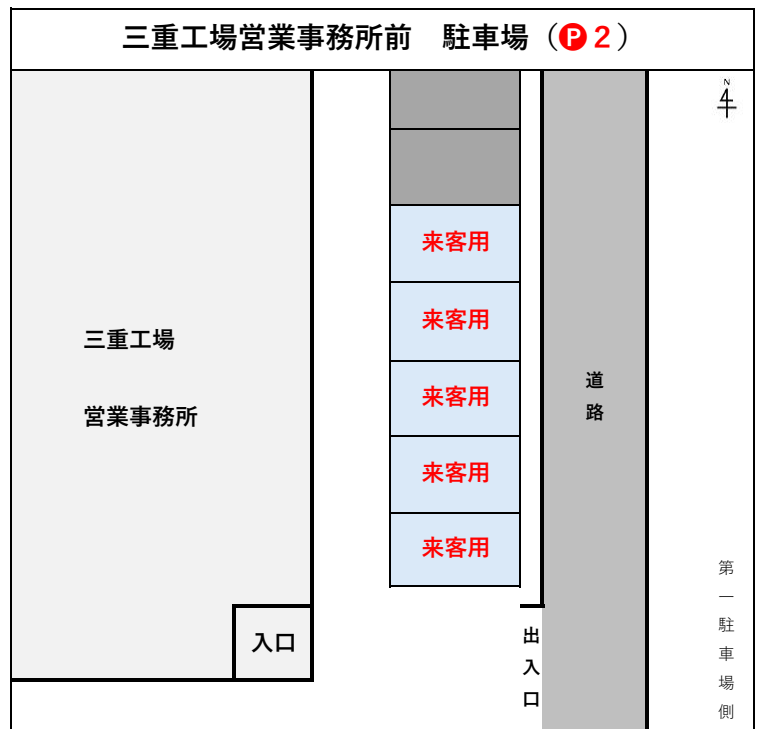 三重工場営業事務所前　駐車場（P2）
N
来客用
来客用
来客用
来客用
来客用
三重工場
営業事務所
道路
入口
出入口
第一駐車場側